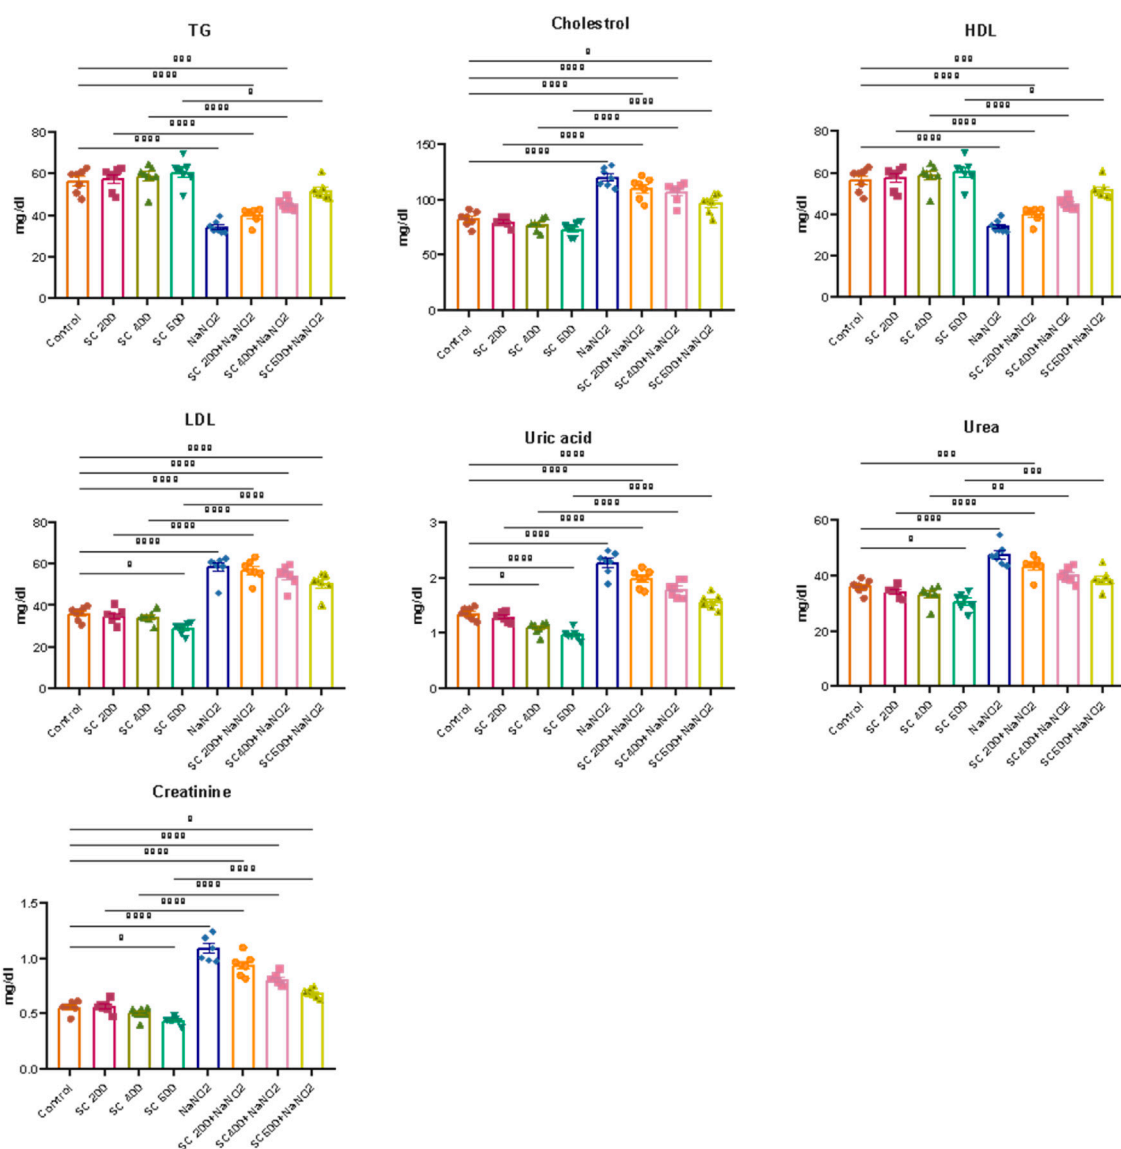 TG
mg/dl
80
60
40
20
0
Control
SC 200
SC 400
SC 600
NaNO2
SC 200+NaNO2
SC400+NaNO2
SC600+NaNO2
Cholestrol
mg/dl
150
100
50
0
Control
SC 200
SC 400
SC 600
NaNO2
SC 200+NaNO2
SC400+NaNO2
SC600+NaNO2
HDL
mg/dl
80
60
40
20
0
Control
SC 200
SC 400
SC 600
NaNO2
SC 200+NaNO2
SC400+NaNO2
SC600+NaNO2
LDL
mg/dl
80
60
40
20
0
Control
SC 200
SC 400
SC 600
NaNO2
SC 200+NaNO2
SC400+NaNO2
SC600+NaNO2
Uric acid
mg/dl
3
2
1
0
Control
SC 200
SC 400
SC 600
NaNO2
SC 200+NaNO2
SC400+NaNO2
SC600+NaNO2
Urea
mg/dl
60
40
20
0
Control
SC 200
SC 400
SC 600
NaNO2
SC 200+NaNO2
SC400+NaNO2
SC600+NaNO2
Creatinine
mg/dl
1.5
1.0
0.5
0.0
Control
SC 200
SC 400
SC 600
NaNO2
SC 200+NaNO2
SC400+NaNO2
SC600+NaNO2